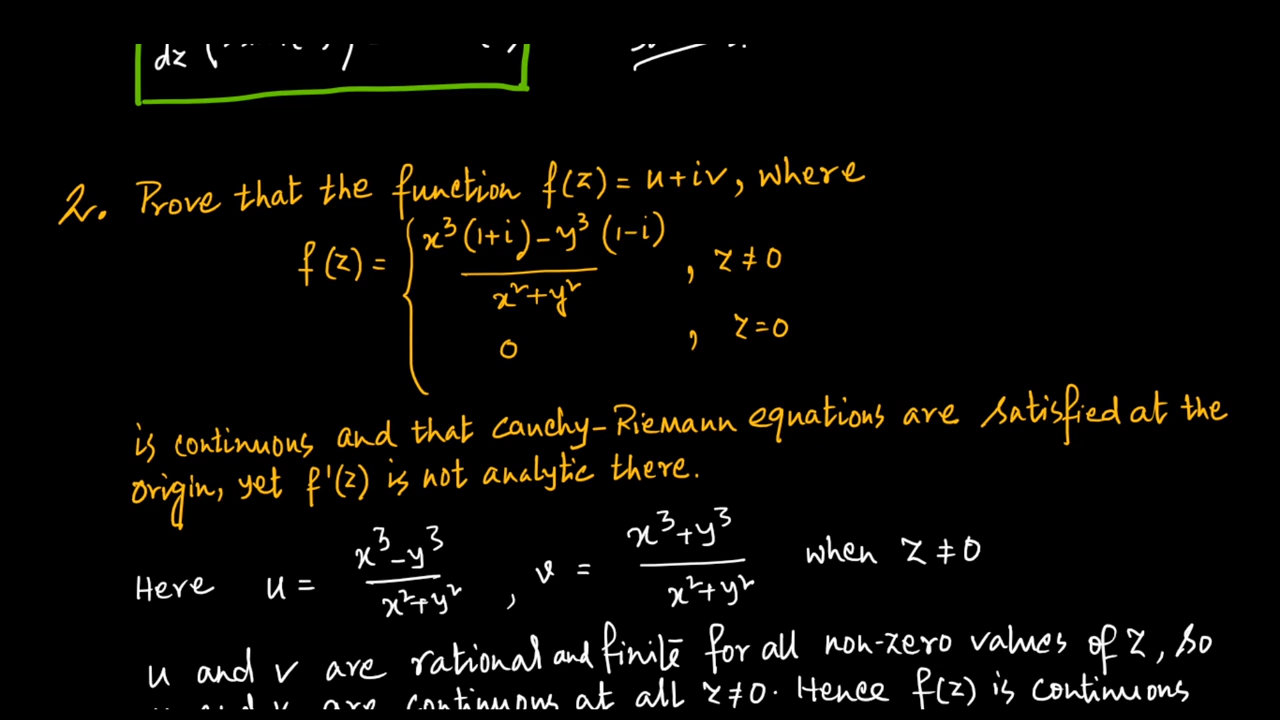 dz
2. Prove that the function f(z) = u+iv, where
f(z) = { x³(1+i) - y³(1-i) / x²+y² , z ≠ 0
0 , z=0
is continuous and that Cauchy-Riemann equations are satisfied at the
origin, yet f'(z) is not analytic there.
Here u = x³-y³ / x²+y² , v = x³+y³ / x²+y² when z ≠ 0
u and v are rational and finite for all non-zero values of z, so
u and v are continuous at all z≠0. Hence f(z) is continuous